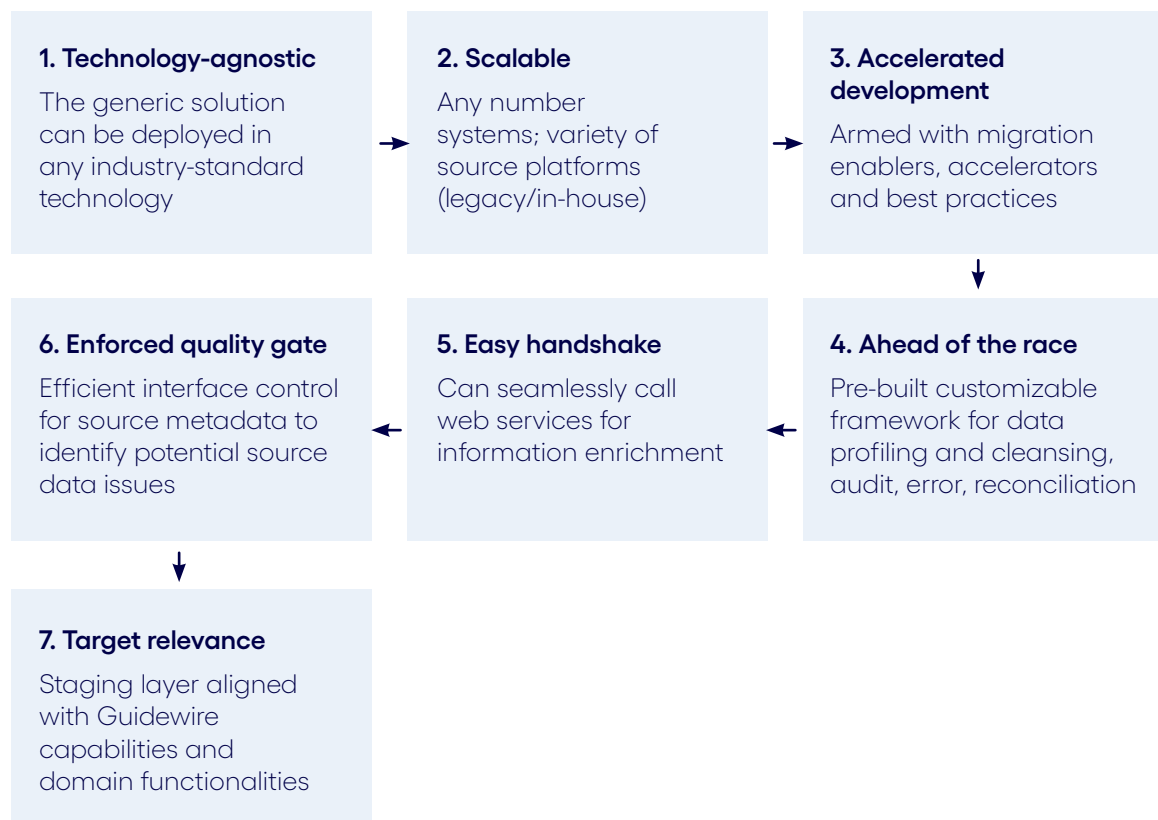 1. Technology-agnostic
The generic solution
can be deployed in
any industry-standard
technology
2. Scalable
Any number
systems; variety of
source platforms
(legacy/in-house)
3. Accelerated
development
Armed with migration
enablers, accelerators
and best practices
4. Ahead of the race
Pre-built customizable
framework for data
profiling and cleansing,
audit, error, reconciliation
5. Easy handshake
Can seamlessly call
web services for
information enrichment
6. Enforced quality gate
Efficient interface control
for source metadata to
identify potential source
data issues
7. Target relevance
Staging layer aligned
with Guidewire
capabilities and
domain functionalities